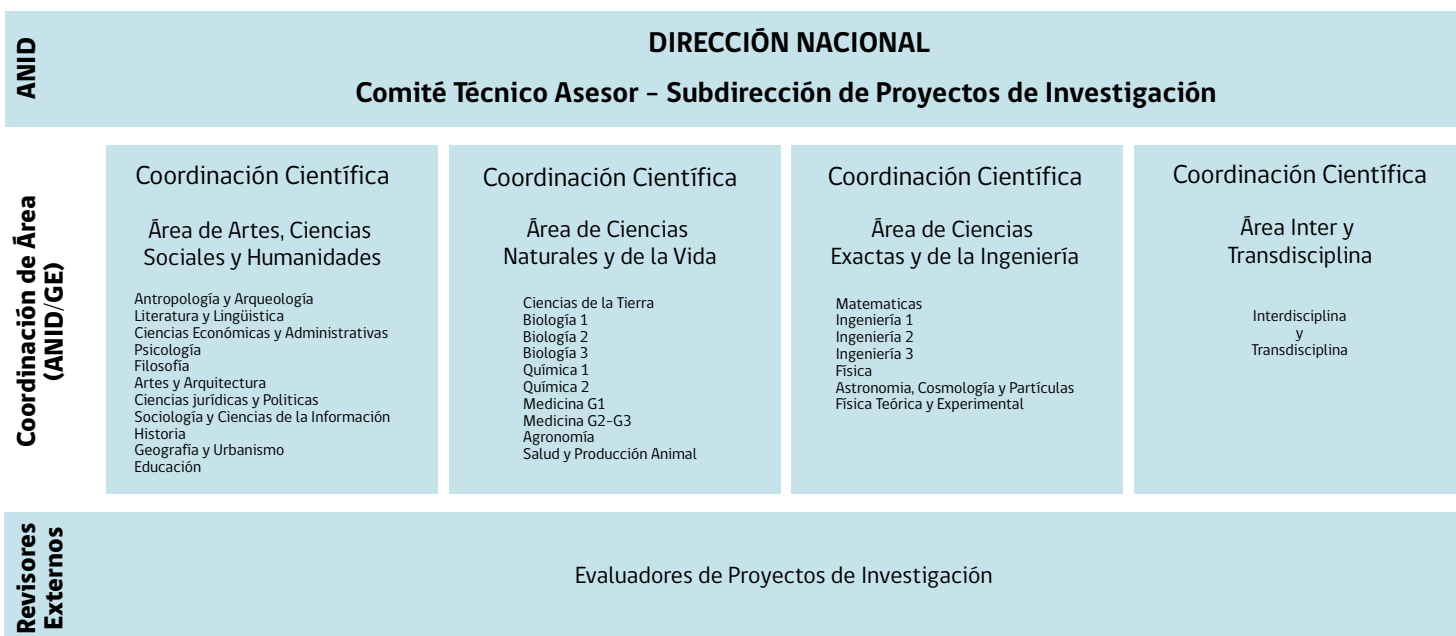 ANID
DIRECCIÓN NACIONAL
Comité Técnico Asesor – Subdirección de Proyectos de Investigación
Coordinación de Área
(ANID/GE)
Coordinación Científica
Área de Artes, Ciencias
Sociales y Humanidades
Antropología y Arqueología
Literatura y Lingüistica
Ciencias Económicas y Administrativas
Psicología
Filosofía
Artes y Arquitectura
Ciencias jurídicas y Politicas
Sociología y Ciencias de la Información
Historia
Geografía y Urbanismo
Educación
Coordinación Científica
Área de Ciencias
Naturales y de la Vida
Ciencias de la Tierra
Biología 1
Biología 2
Biología 3
Química 1
Química 2
Medicina G1
Medicina G2–G3
Agronomía
Salud y Producción Animal
Coordinación Científica
Área de Ciencias
Exactas y de la Ingeniería
Matematicas
Ingeniería 1
Ingeniería 2
Ingeniería 3
Física
Astronomia, Cosmología y Partículas
Física Teórica y Experimental
Coordinación Científica
Área Inter y
Transdisciplina
Interdisciplina
y
Transdisciplina
Revisores
Externos
Evaluadores de Proyectos de Investigación